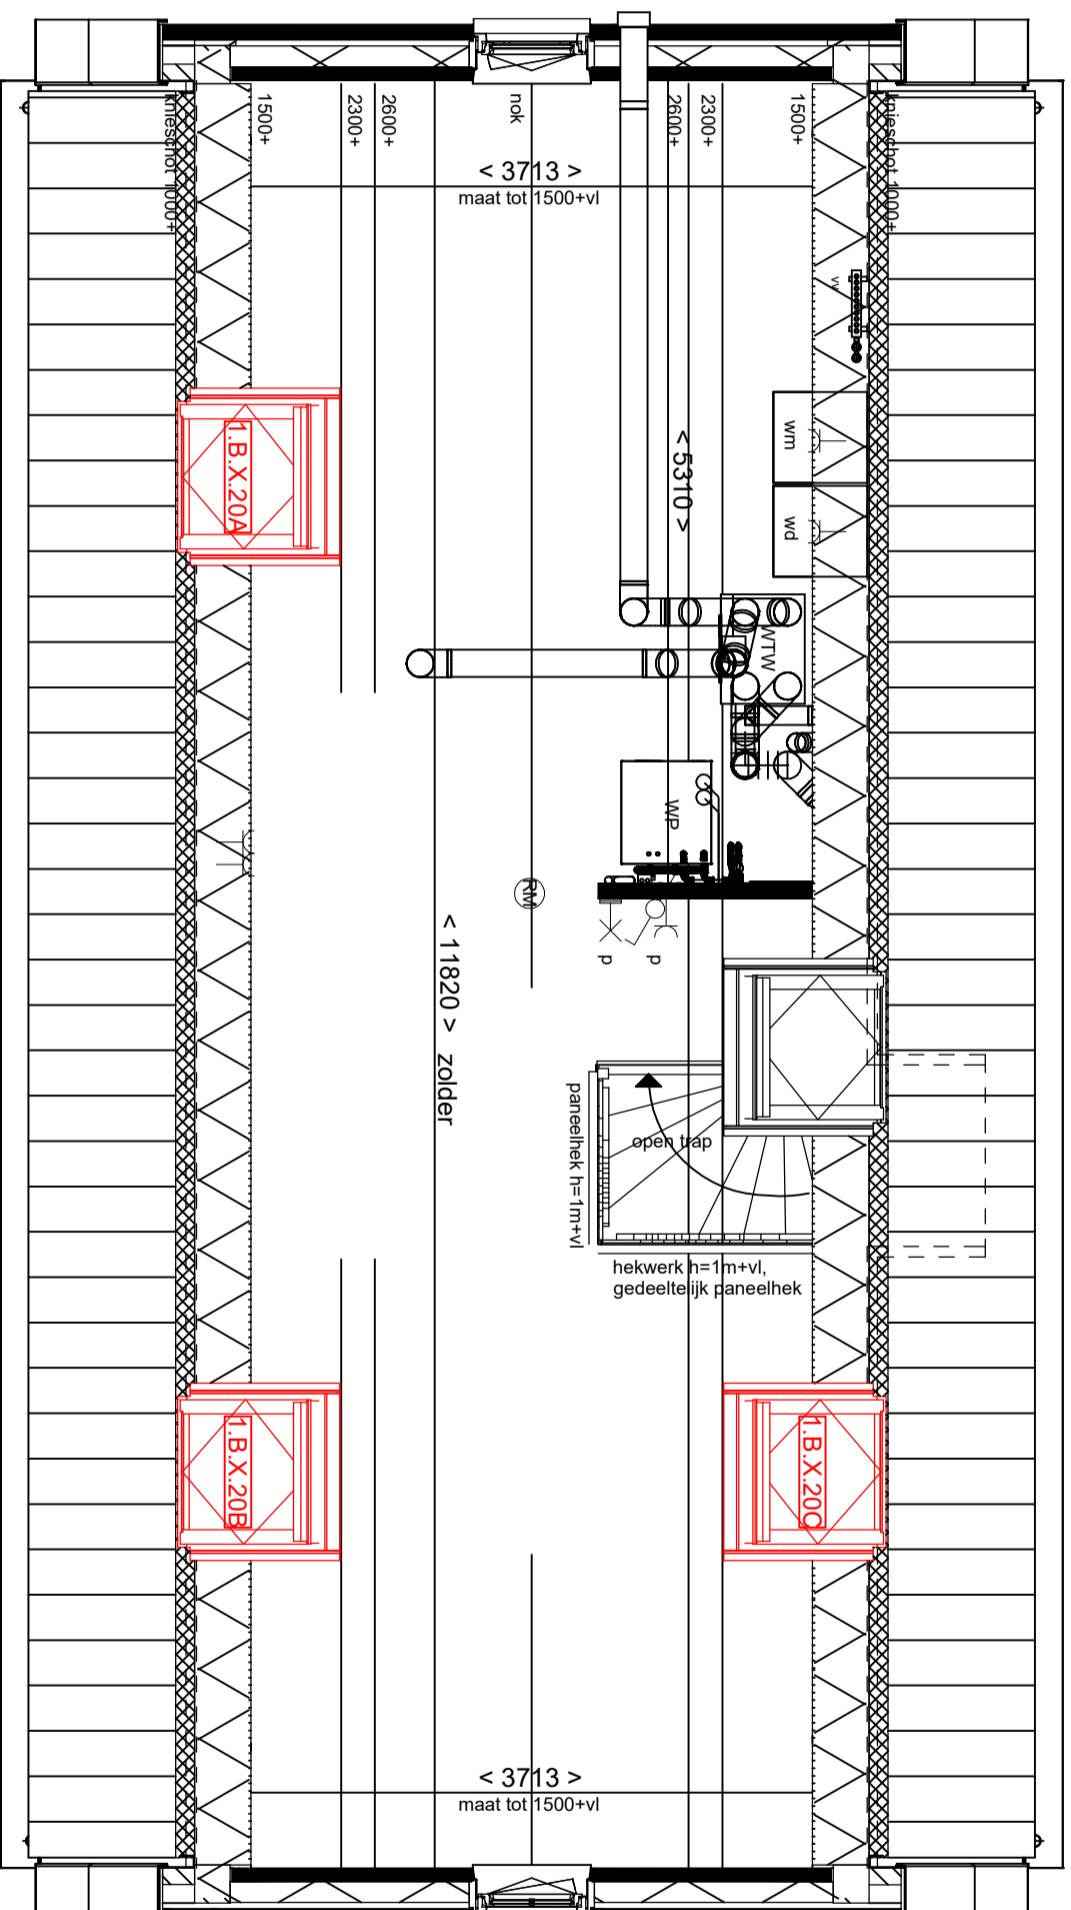 knieschot 1000+
1500+
2300+
2600+
nok
2600+
2300+
1500+
knieschot 1000+
< 3713 >
maat tot 1500+vl
< 5310 >
wm
wd
1.B.X.20A
WTW
WP
RM
p
p
< 11820 > zolder
open trap
paneelhek h=1m+vl
hekwerk h=1m+vl,
gedeeltelijk paneelhek
1.B.X.20B
1.B.X.20C
< 3713 >
maat tot 1500+vl